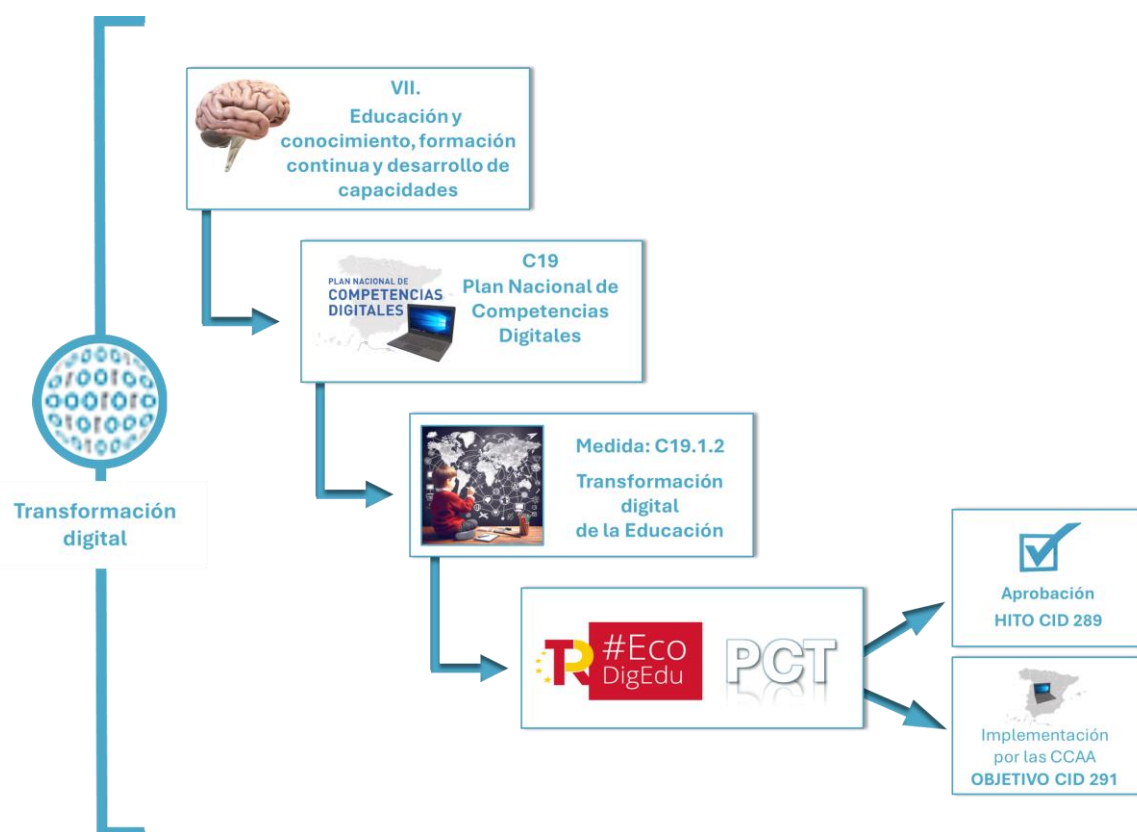 VII.
Educación y
conocimiento, formación
continua y desarrollo de
capacidades
PLAN NACIONAL DE
COMPETENCIAS
DIGITALES
C19
Plan Nacional de
Competencias
Digitales
Transformación
digital
Medida: C19.1.2
Transformación
digital
de la Educación
TR
#Eco
DigEdu
PCT
Aprobación
HITO CID 289
Implementación
por las CCAA
OBJETIVO CID 291